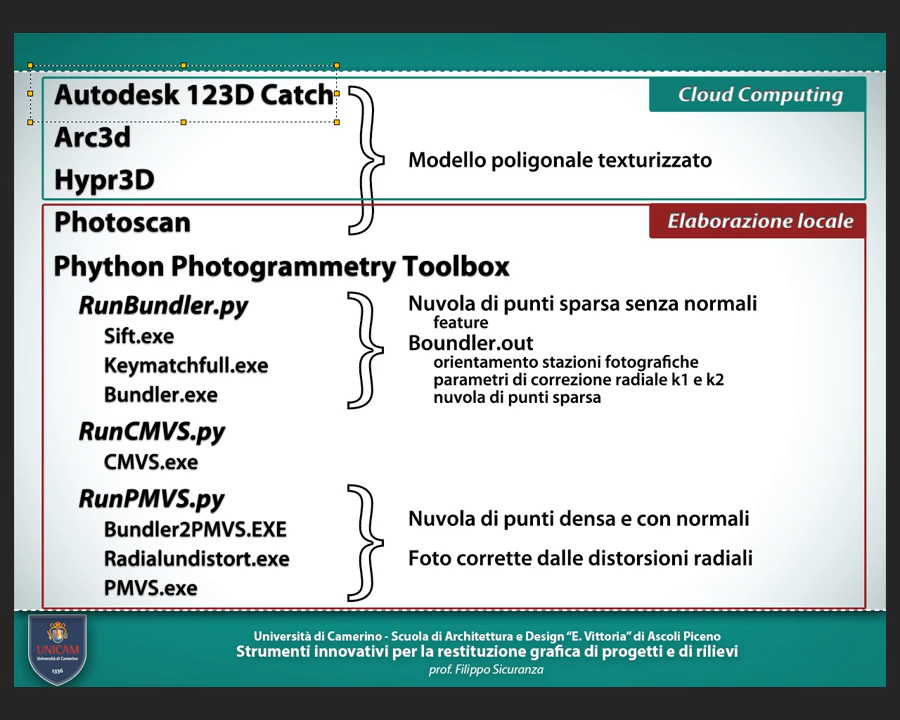 Autodesk 123D Catch
Cloud Computing
Arc3d
Modello poligonale texturizzato
Hypr3D
Photoscan
Elaborazione locale
Phython Photogrammetry Toolbox
RunBundler.py
Nuvola di punti sparsa senza normali
feature
Sift.exe
Boundler.out
Keymatchfull.exe
orientamento stazioni fotografiche
parametri di correzione radiale k1 e k2
Bundler.exe
nuvola di punti sparsa
RunCMVS.py
CMVS.exe
RunPMVS.py
Bundler2PMVS.EXE
Nuvola di punti densa e con normali
Radialundistort.exe
Foto corrette dalle distorsioni radiali
PMVS.exe
UNICAM
Università di Camerino
1336
Università di Camerino - Scuola di Architettura e Design “E. Vittoria” di Ascoli Piceno
Strumenti innovativi per la restituzione grafica di progetti e di rilievi
prof. Filippo Sicuranza